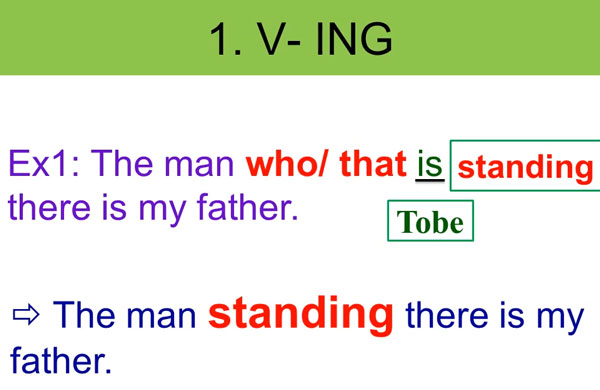 1. V- ING
Ex1: The man who/ that is standing
there is my father.
Tobe
⇨ The man standing there is my
father.